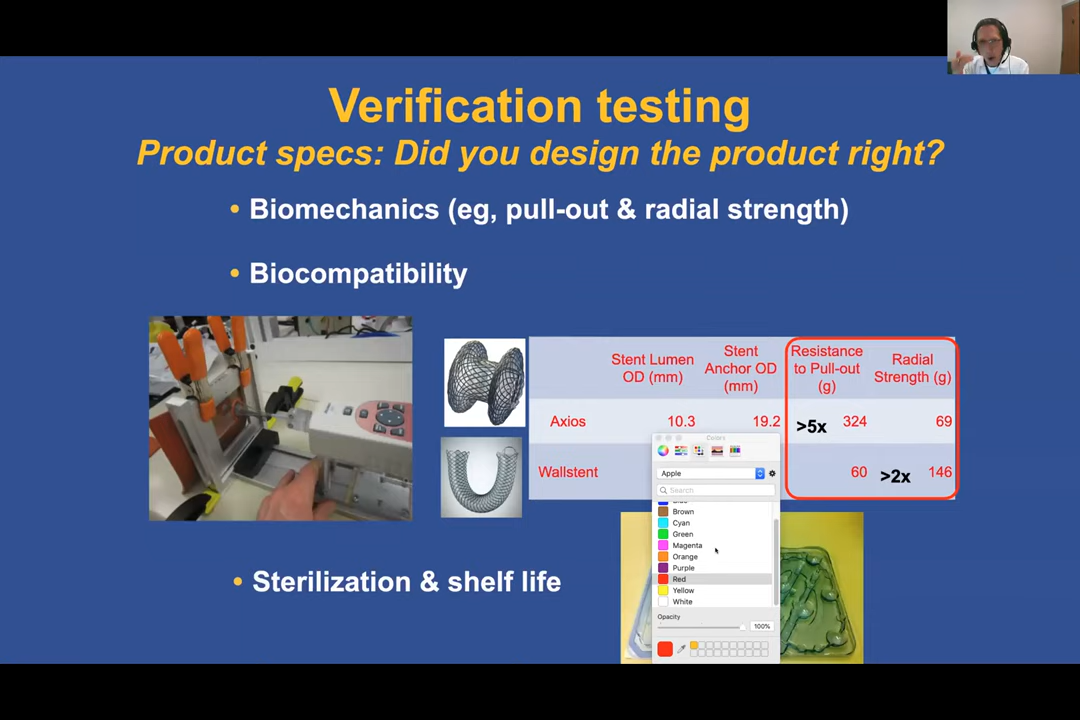 Verification testing
Product specs: Did you design the product right?
• Biomechanics (eg, pull-out & radial strength)
• Biocompatibility
Stent Lumen OD (mm)
Stent Anchor OD (mm)
Resistance to Pull-out (g)
Radial Strength (g)
Axios 10.3 19.2 >5x 324 69
Wallstent 60 >2x 146
Colors
Apple
Search
Brown
Cyan
Green
Magenta
Orange
Purple
Red
Yellow
White
Opacity
100%
• Sterilization & shelf life